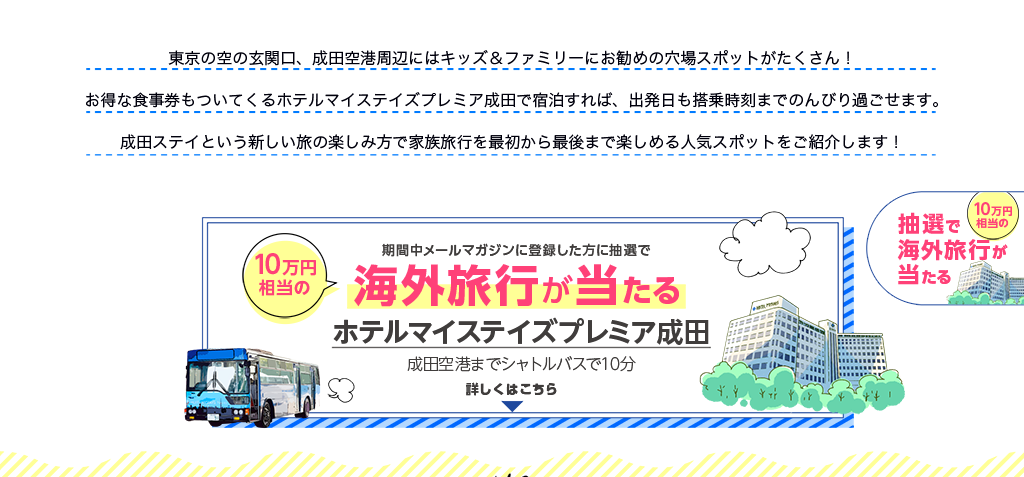 東京の空の玄関口、成田空港周辺にはキッズ＆ファミリーにお勧めの穴場スポットがたくさん！
お得な食事券もついてくるホテルマイステイズプレミア成田で宿泊すれば、出発日も搭乗時刻までのんびり過ごせます。
成田ステイという新しい旅の楽しみ方で家族旅行を最初から最後まで楽しめる人気スポットをご紹介します！
10万円
相当の
期間中メールマガジンに登録した方に抽選で
海外旅行が当たる
ホテルマイステイズプレミア成田
成田空港までシャトルバスで10分
詳しくはこちら
10万円
相当の
抽選で
海外旅行が
当たる